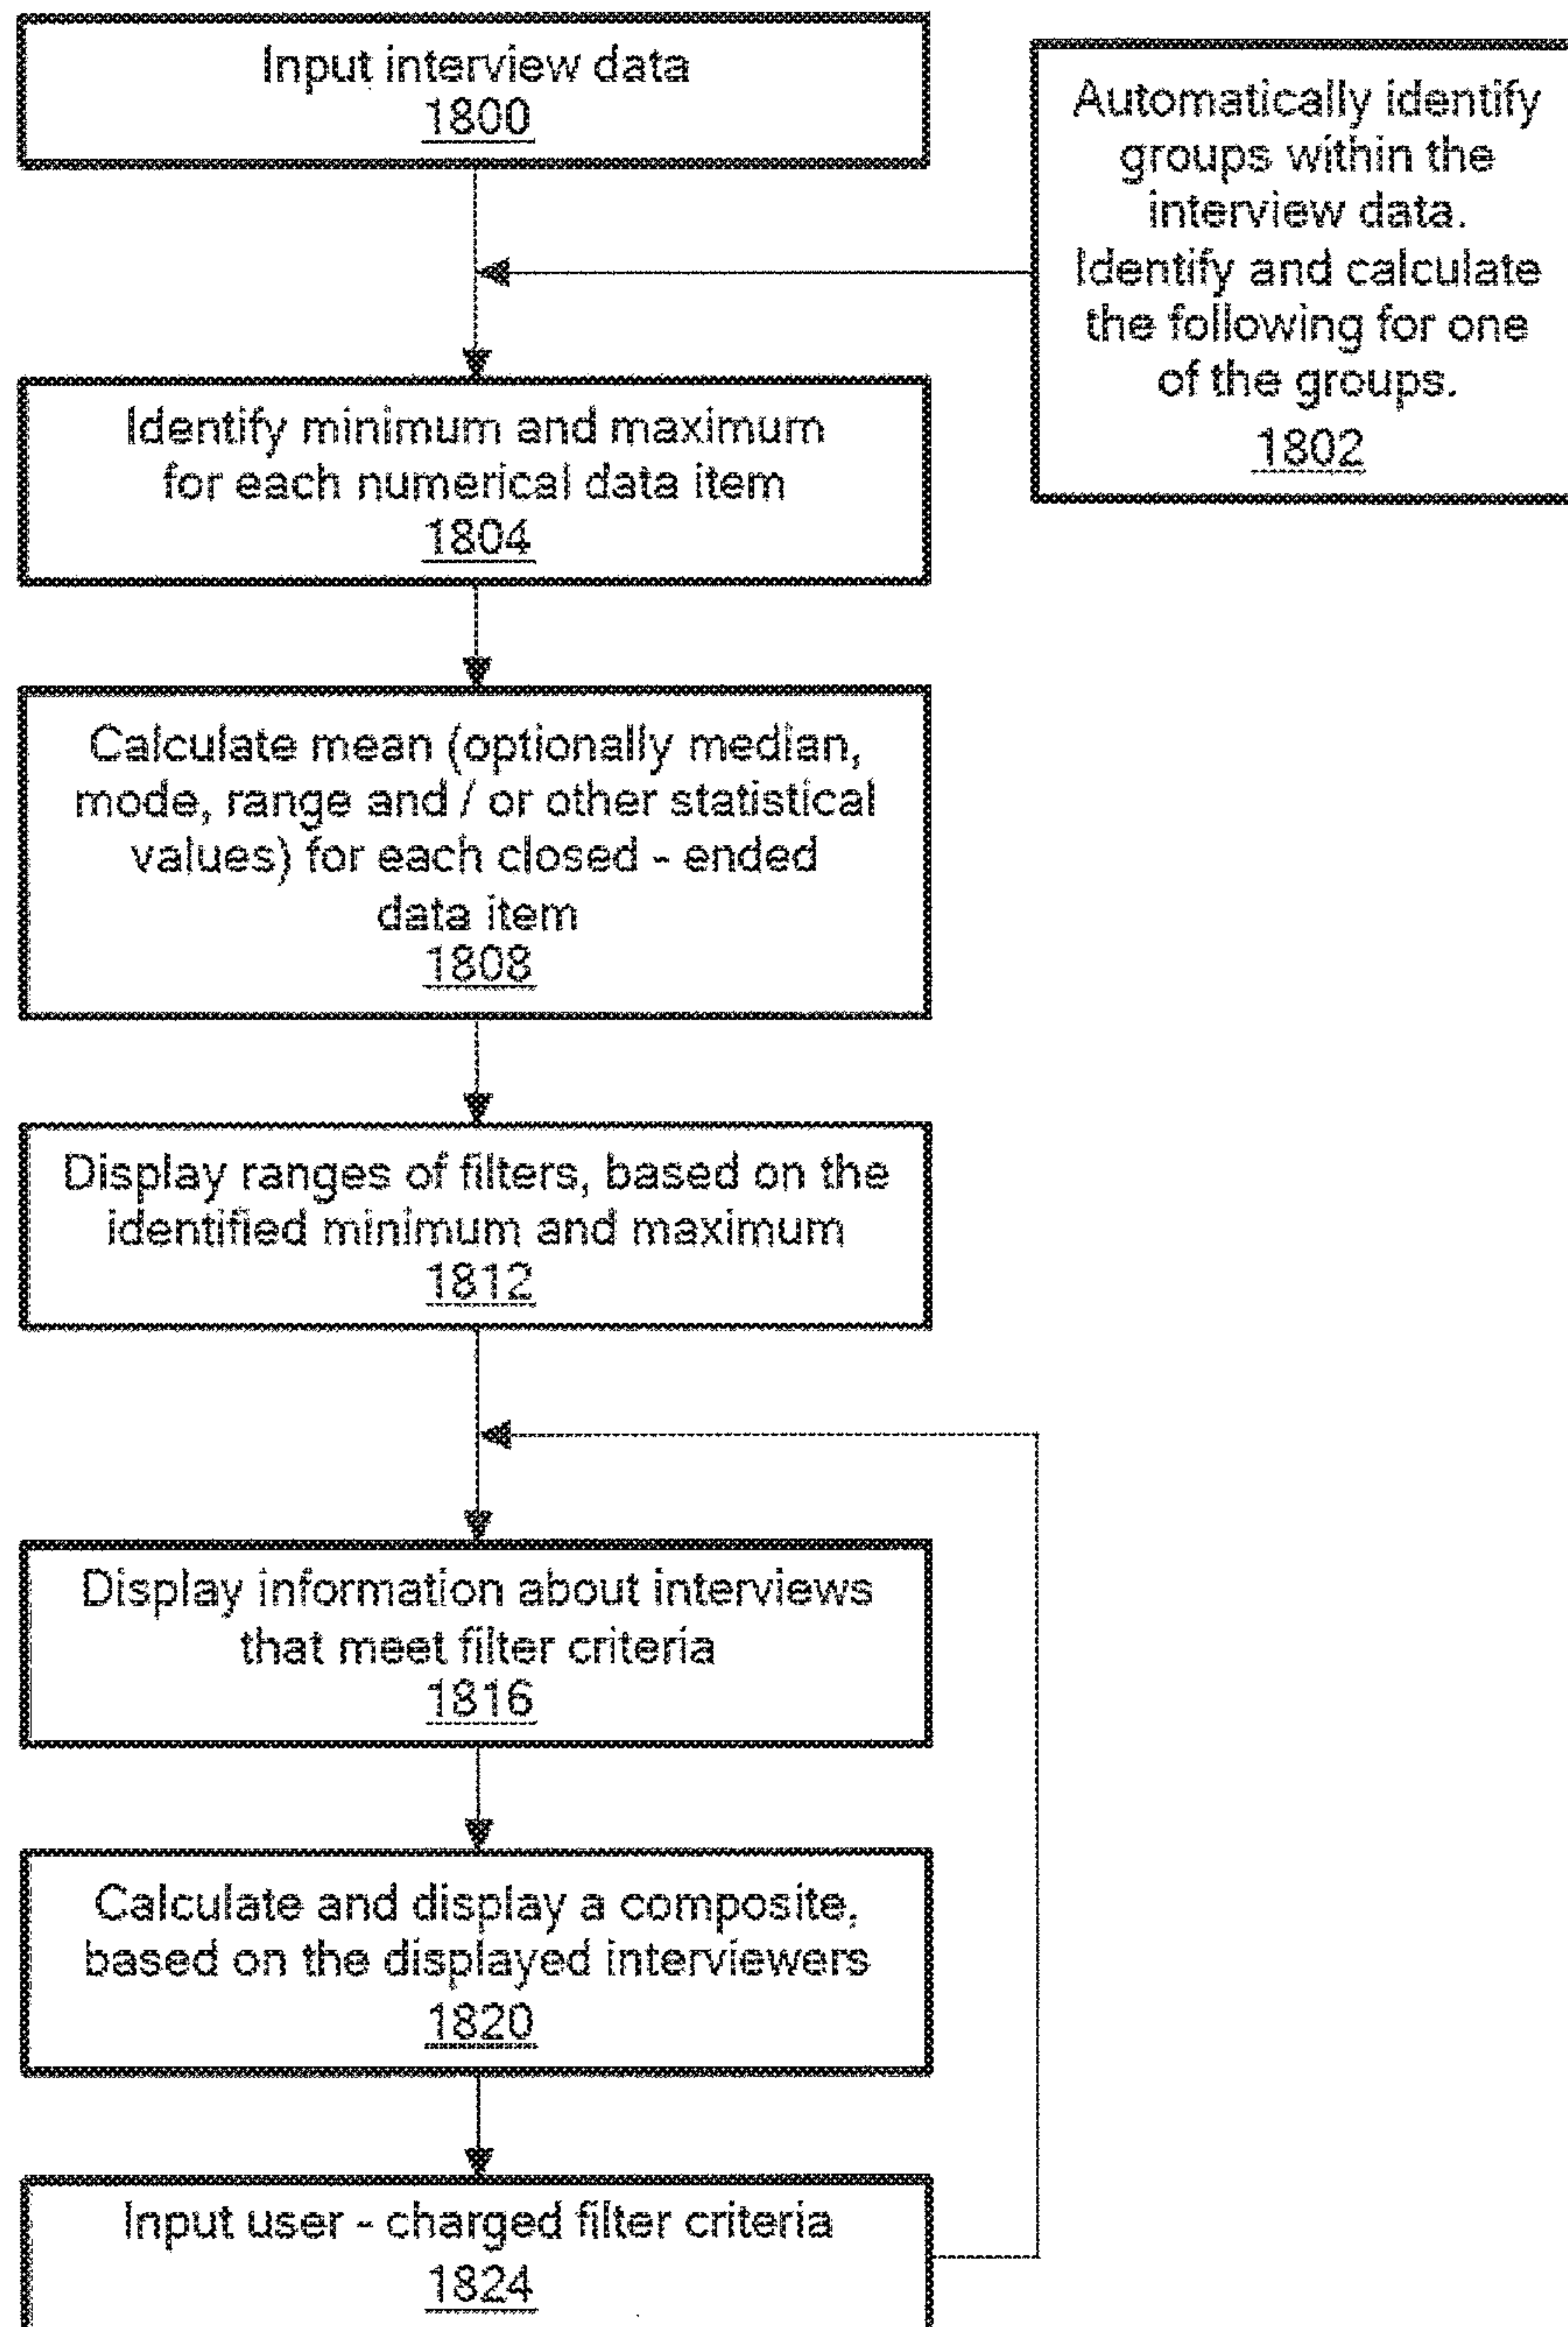 Input interview data
1800
Automatically identify
groups within the
interview data.
Identify and calculate
the following for one
of the groups.
1802
Identify minimum and maximum
for each numerical data item
1804
Calculate mean (optionally median,
mode, range and / or other statistical
values) for each closed - ended
data item
1808
Display ranges of filters, based on the
identified minimum and maximum
1812
Display information about interviews
that meet filter criteria
1816
Calculate and display a composite,
based on the displayed interviewers
1820
Input user - charged filter criteria
1824